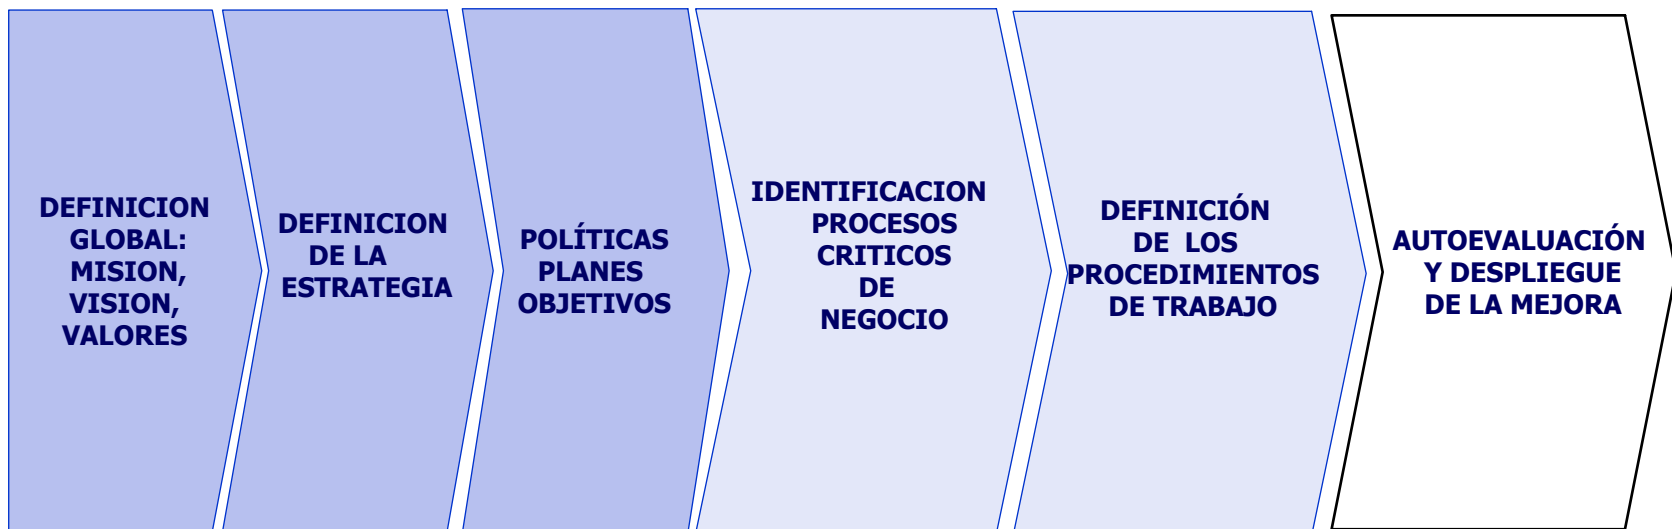 DEFINICION
GLOBAL:
MISION,
VISION,
VALORES
DEFINICION
DE LA
ESTRATEGIA
POLÍTICAS
PLANES
OBJETIVOS
IDENTIFICACION
PROCESOS
CRITICOS
DE
NEGOCIO
DEFINICIÓN
DE LOS
PROCEDIMIENTOS
DE TRABAJO
AUTOEVALUACIÓN
Y DESPLIEGUE
DE LA MEJORA